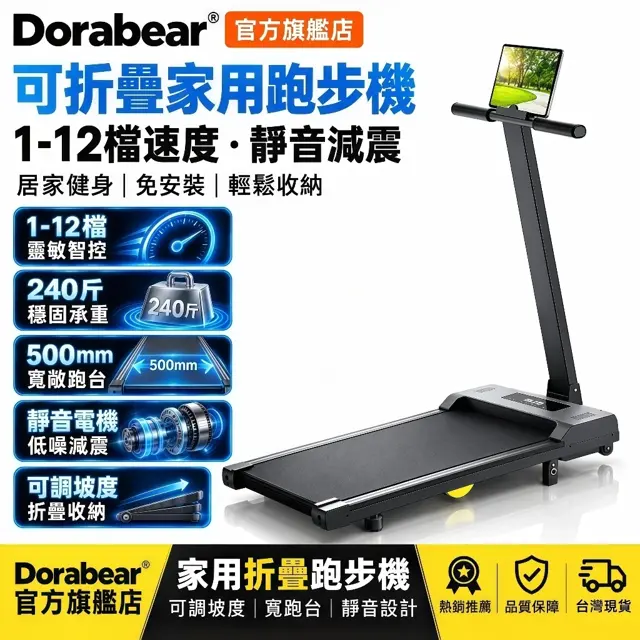 Dorabear® 官方旗艦店
可折疊家用跑步機
1-12檔速度·靜音減震
居家健身｜免安裝｜輕鬆收納
1-12檔
靈敏智控
240斤
穩固承重
240斤
500mm
寬敞跑台
500mm
靜音電機
低噪減震
可調坡度
折疊收納
Dorabear®
官方旗艦店
家用折疊跑步機
可調坡度｜寬跑台｜靜音設計
熱銷推薦
品質保障
台灣現貨